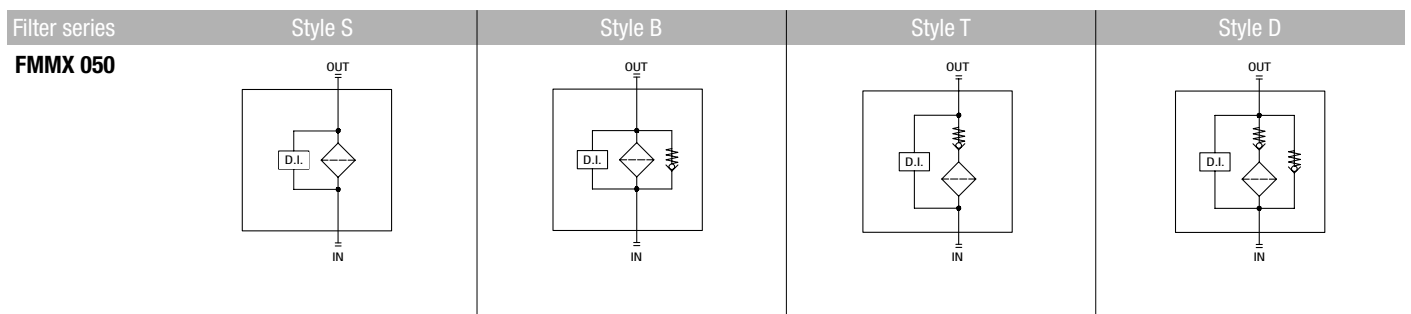 Filter series Style S Style B Style T Style D
FMMX 050
OUT OUT OUT OUT
D.I. D.I. D.I. D.I.
IN IN IN IN